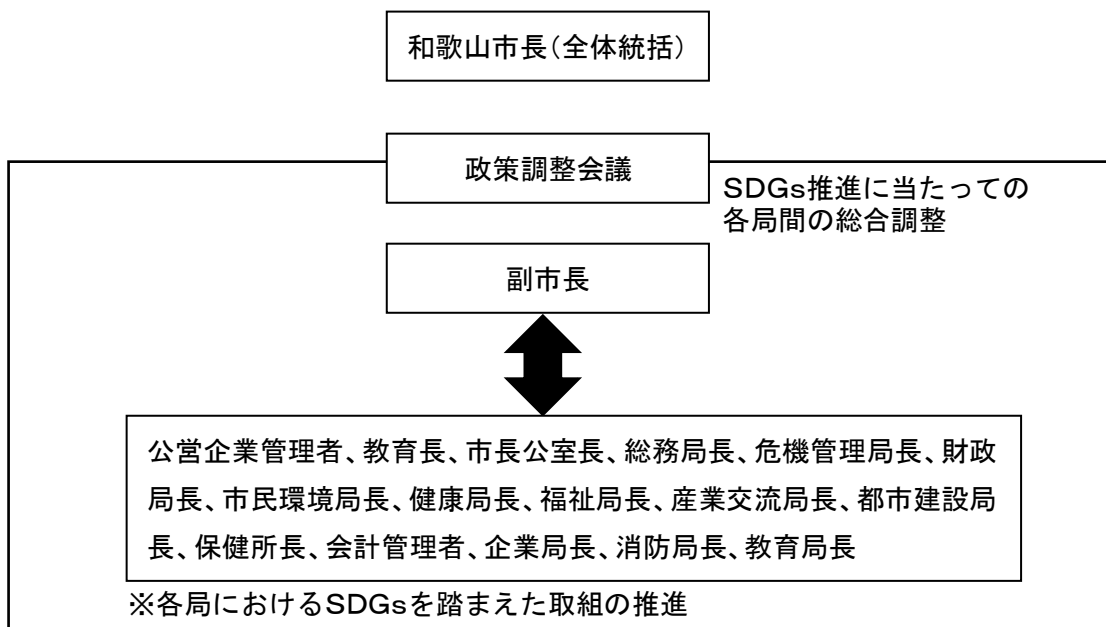 和歌山市長(全体統括)
政策調整会議
SDGs推進に当たっての
各局間の総合調整
副市長
公営企業管理者、教育長、市長公室長、総務局長、危機管理局長、財政
局長、市民環境局長、健康局長、福祉局長、産業交流局長、都市建設局
長、保健所長、会計管理者、企業局長、消防局長、教育局長
※各局におけるSDGsを踏まえた取組の推進